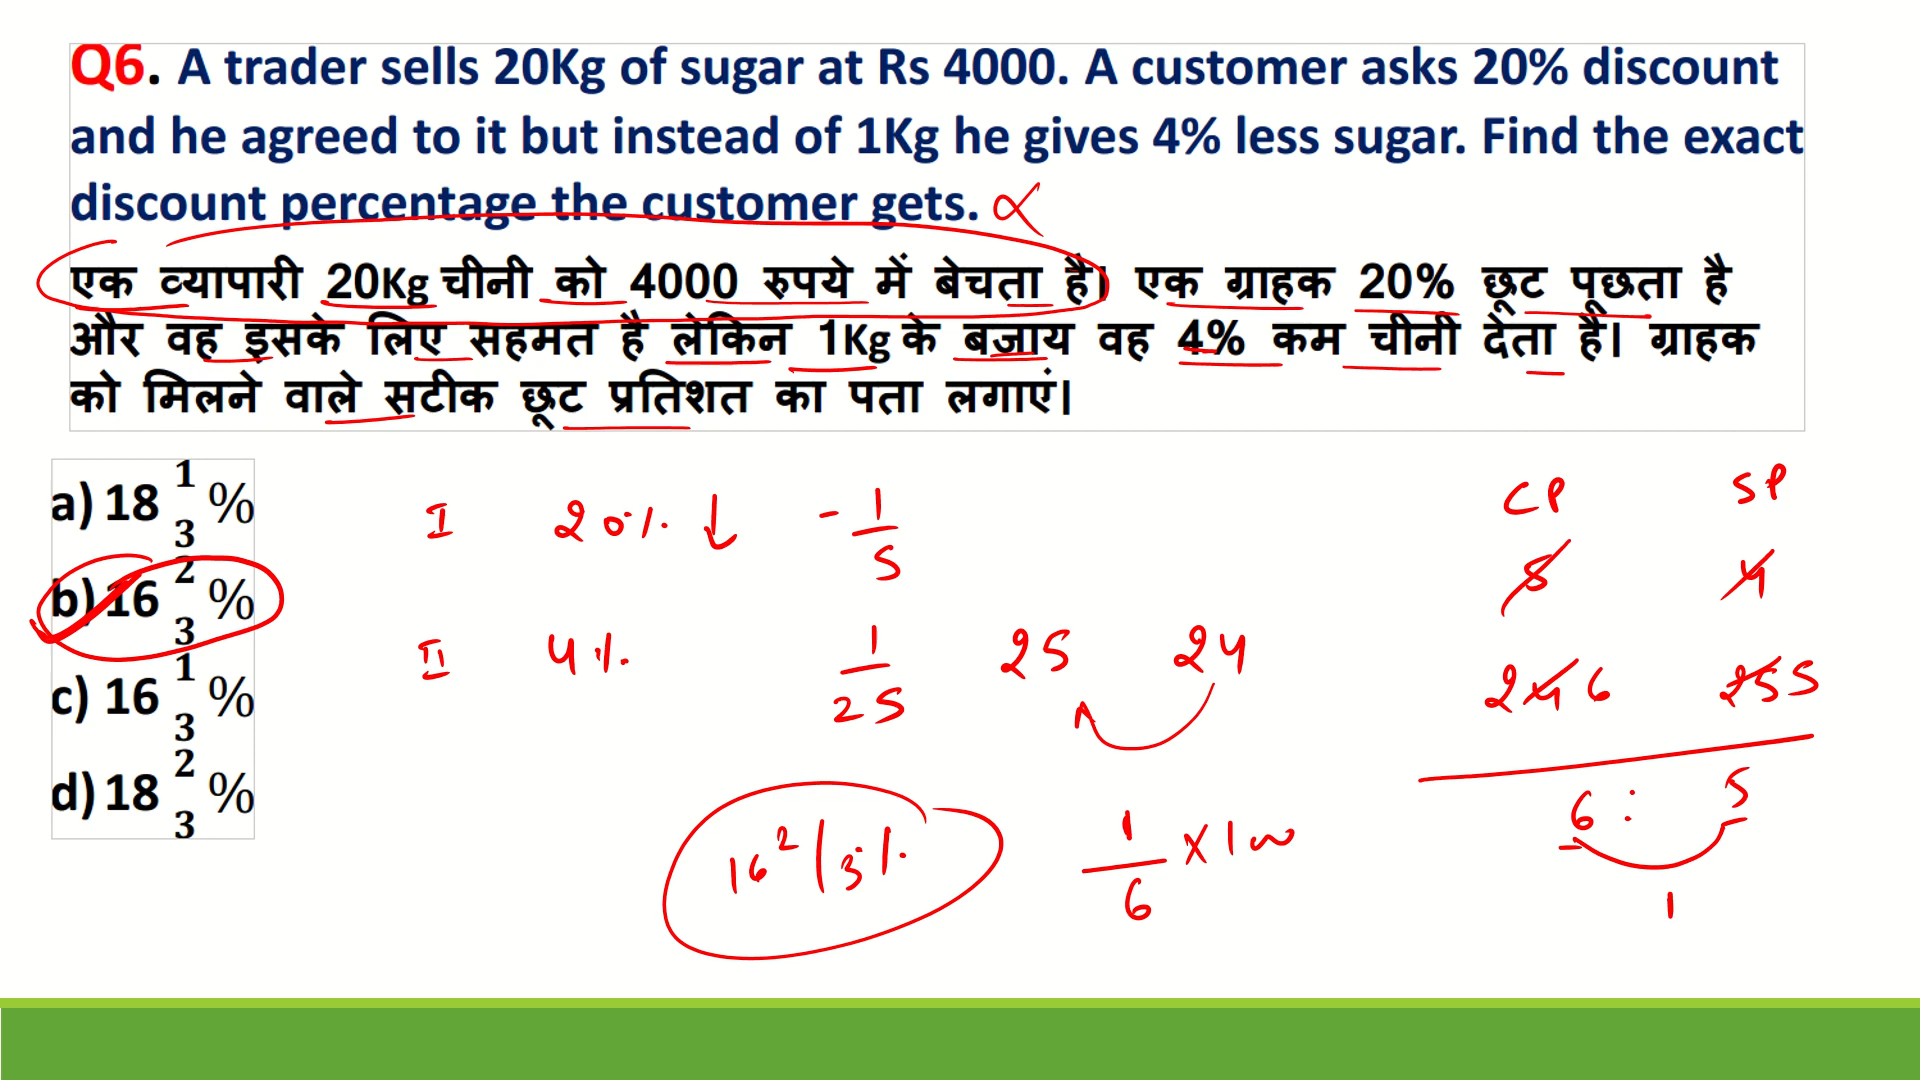 Q6. A trader sells 20Kg of sugar at Rs 4000. A customer asks 20% discount
and he agreed to it but instead of 1Kg he gives 4% less sugar. Find the exact
discount percentage the customer gets.
एक व्यापारी 20Kg चीनी को 4000 रुपये में बेचता है। एक ग्राहक 20% छूट पूछता है
और वह इसके लिए सहमत है लेकिन 1Kg के बजाय वह 4% कम चीनी देता है। ग्राहक
को मिलने वाले सटीक छूट प्रतिशत का पता लगाएं।
a) 18 1/3 %
b) 16 2/3 %
c) 16 1/3 %
d) 18 2/3 %
CP SP
I 20% ↓ - 1/5 5 4
II 4% 1/25 25 24 24 6 25 5
6 : 5
16 2/3 % 1/6 x 100
1